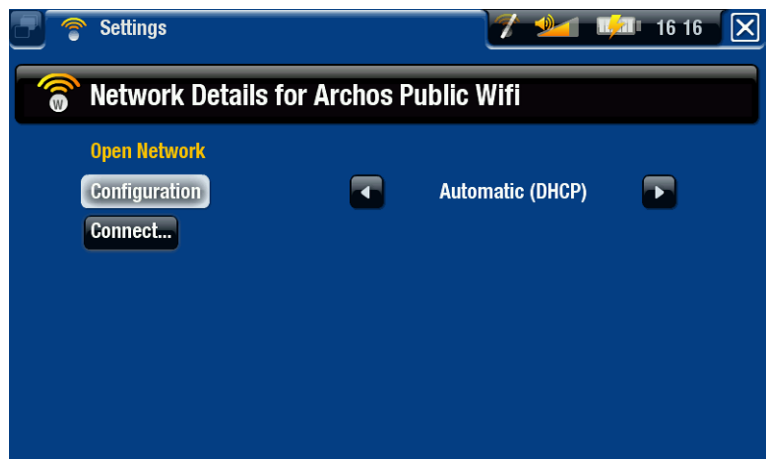 Settings
16 16
Network Details for Archos Public Wifi
Open Network
Configuration
Automatic (DHCP)
Connect...